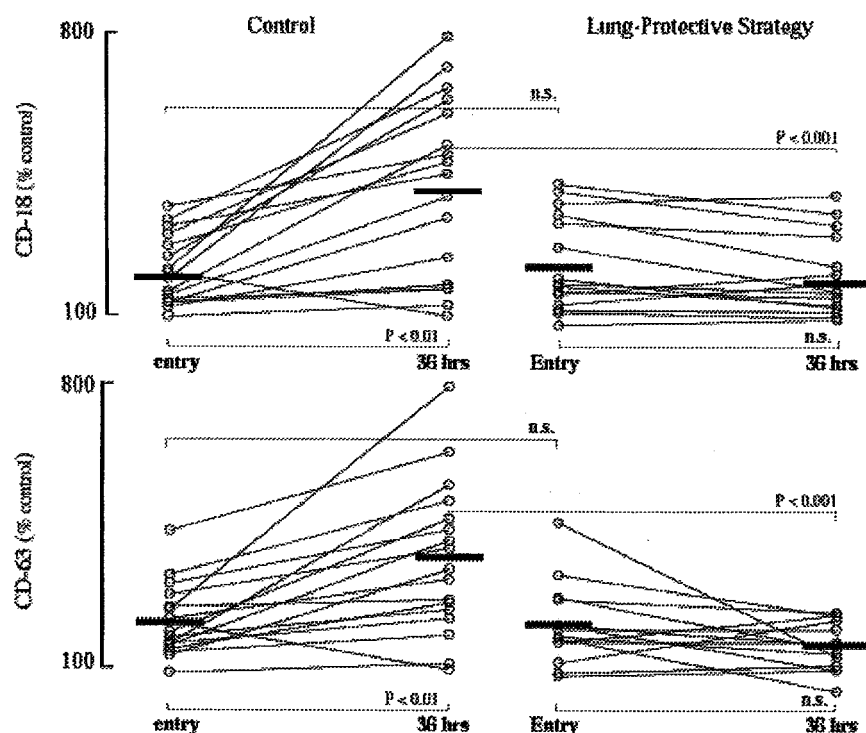 Control
Lung-Protective Strategy
800
n.s.
P < 0.001
CD-18 (% control)
100
P < 0.01
n.s.
entry
36 hrs
Entry
36 hrs
800
n.s.
P < 0.001
CD-63 (% control)
100
P < 0.01
n.s.
entry
36 hrs
Entry
36 hrs